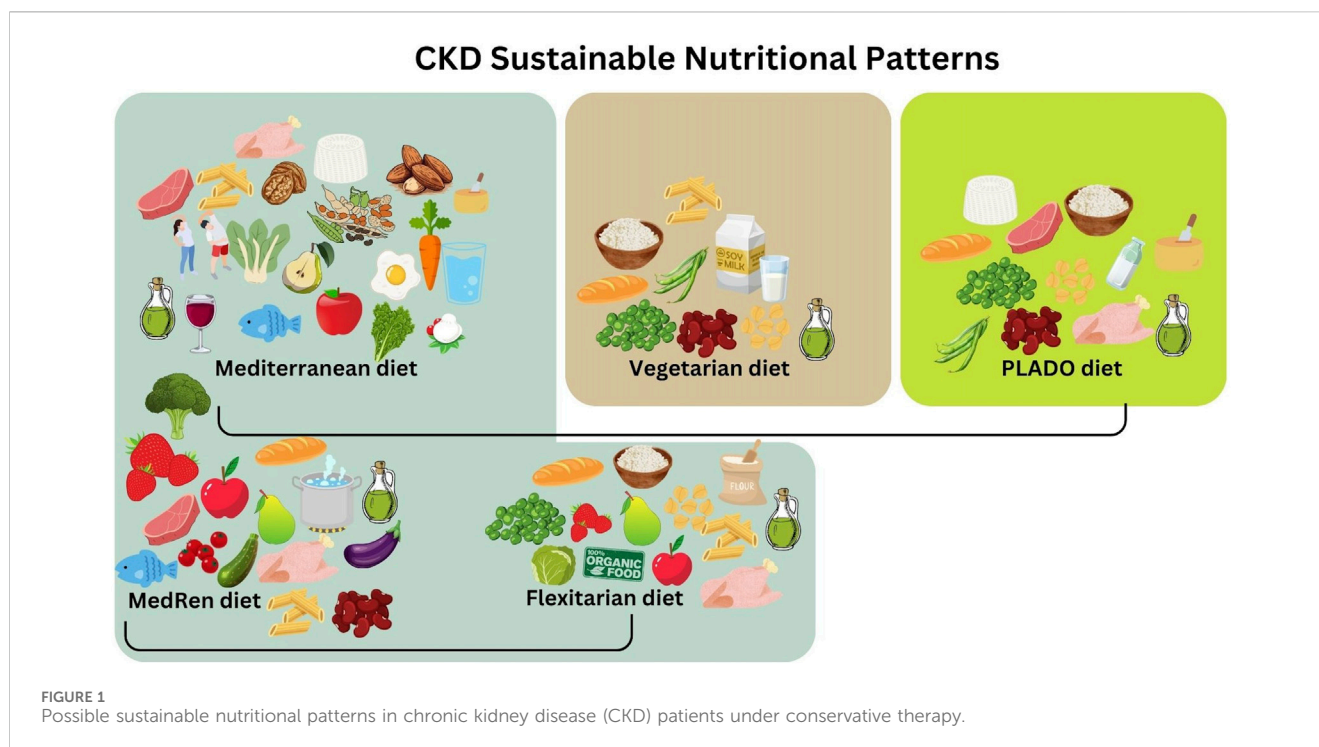 CKD Sustainable Nutritional Patterns
SOY
MILK
Mediterranean diet
Vegetarian diet
PLADO diet
FLOUR
100%
ORGANIC
FOOD
MedRen diet
Flexitarian diet
FIGURE 1
Possible sustainable nutritional patterns in chronic kidney disease (CKD) patients under conservative therapy.